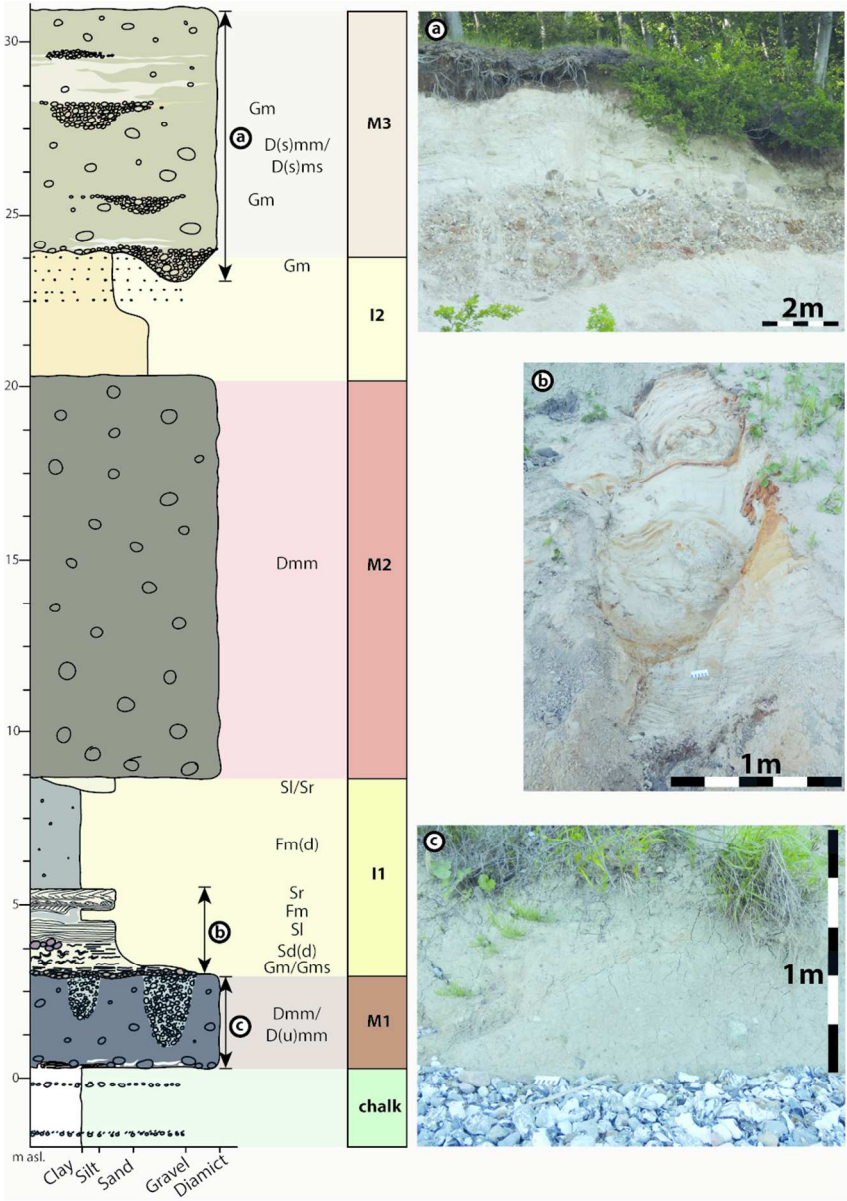 30
25
20
15
10
5
0
m asl.
Clay
Silt
Sand
Gravel
Diamict
a
b
c
Gm
D(s)mm/
D(s)ms
Gm
Gm
Dmm
Sl/Sr
Fm(d)
Sr
Fm
Sl
Sd(d)
Gm/Gms
Dmm/
D(u)mm
M3
I2
M2
I1
M1
chalk
a
2m
b
1m
c
1m